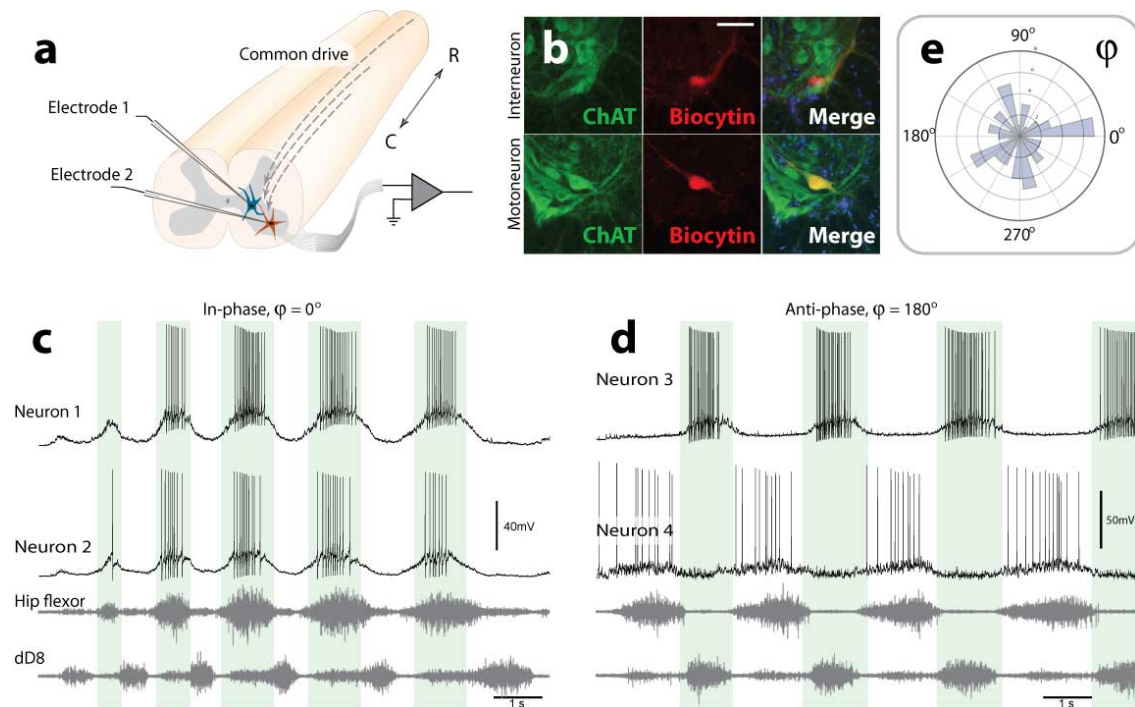 a
Common drive
R
C
Electrode 1
Electrode 2
b
Interneuron
ChAT
Biocytin
Merge
Motoneuron
ChAT
Biocytin
Merge
e
φ
90°
180°
0°
270°
In-phase, φ = 0°
c
Neuron 1
Neuron 2
40mV
Hip flexor
dD8
1 s
Anti-phase, φ = 180°
d
Neuron 3
Neuron 4
50mV
1 s